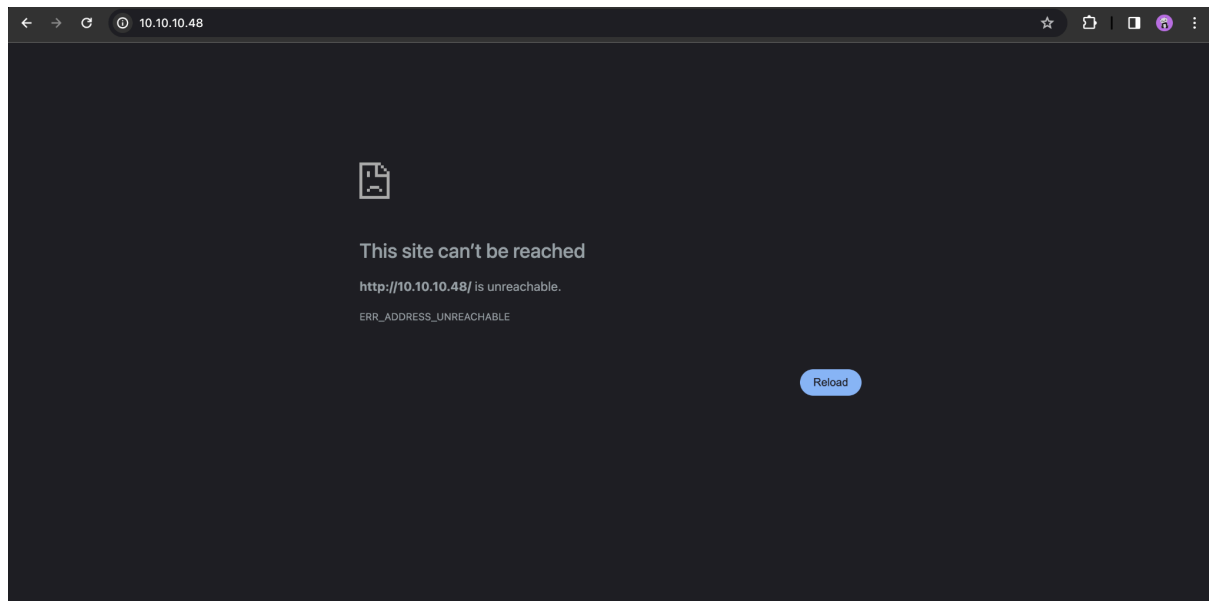 10.10.10.48
This site can’t be reached
http://10.10.10.48/ is unreachable.
ERR_ADDRESS_UNREACHABLE
Reload